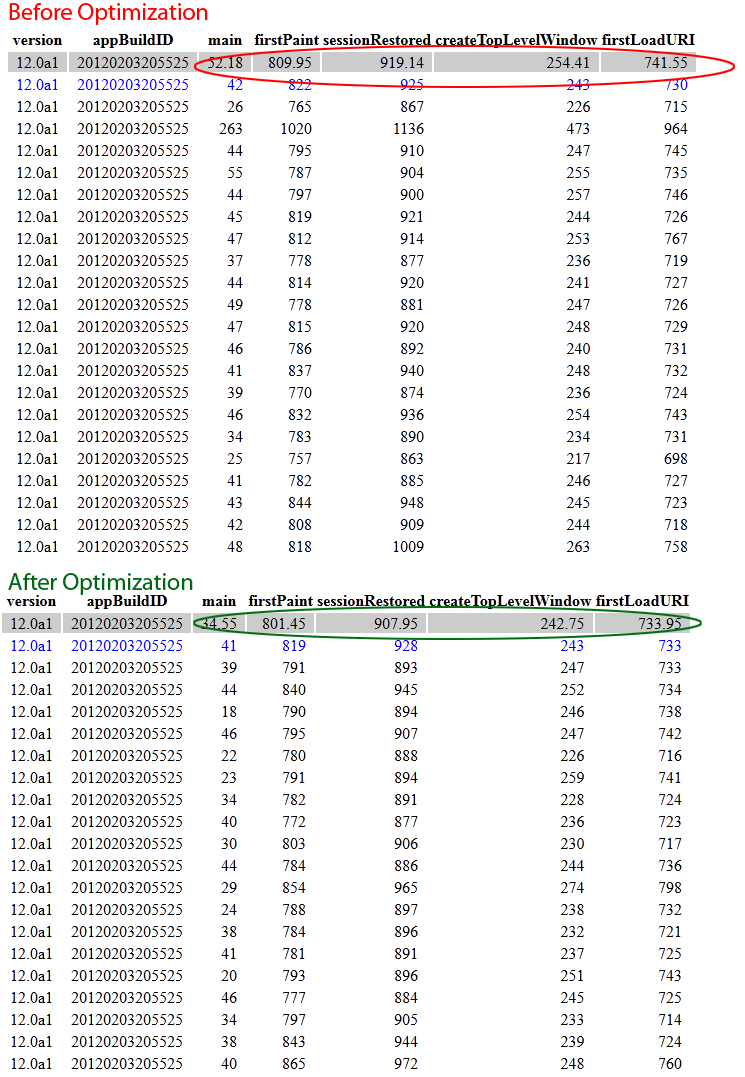 Before Optimization
version appBuildID main firstPaint sessionRestored createTopLevelWindow firstLoadURI
12.0a1 20120203205525 52.18 809.95 919.14 254.41 741.55
12.0a1 20120203205525 42 822 925 243 730
12.0a1 20120203205525 26 765 867 226 715
12.0a1 20120203205525 263 1020 1136 473 964
12.0a1 20120203205525 44 795 910 247 745
12.0a1 20120203205525 55 787 904 255 735
12.0a1 20120203205525 44 797 900 257 746
12.0a1 20120203205525 45 819 921 244 726
12.0a1 20120203205525 47 812 914 253 767
12.0a1 20120203205525 37 778 877 236 719
12.0a1 20120203205525 44 814 920 241 727
12.0a1 20120203205525 49 778 881 247 726
12.0a1 20120203205525 47 815 920 248 729
12.0a1 20120203205525 46 786 892 240 731
12.0a1 20120203205525 41 837 940 248 732
12.0a1 20120203205525 39 770 874 236 724
12.0a1 20120203205525 46 832 936 254 743
12.0a1 20120203205525 34 783 890 234 731
12.0a1 20120203205525 25 757 863 217 698
12.0a1 20120203205525 41 782 885 246 727
12.0a1 20120203205525 43 844 948 245 723
12.0a1 20120203205525 42 808 909 244 718
12.0a1 20120203205525 48 818 1009 263 758
After Optimization
version appBuildID main firstPaint sessionRestored createTopLevelWindow firstLoadURI
12.0a1 20120203205525 34.55 801.45 907.95 242.75 733.95
12.0a1 20120203205525 41 819 928 243 733
12.0a1 20120203205525 39 791 893 247 733
12.0a1 20120203205525 44 840 945 252 734
12.0a1 20120203205525 18 790 894 246 738
12.0a1 20120203205525 46 795 907 247 742
12.0a1 20120203205525 22 780 888 226 716
12.0a1 20120203205525 23 791 894 259 741
12.0a1 20120203205525 34 782 891 228 724
12.0a1 20120203205525 40 772 877 236 723
12.0a1 20120203205525 30 803 906 230 717
12.0a1 20120203205525 44 784 886 244 736
12.0a1 20120203205525 29 854 965 274 798
12.0a1 20120203205525 24 788 897 238 732
12.0a1 20120203205525 38 784 896 232 721
12.0a1 20120203205525 41 781 891 237 725
12.0a1 20120203205525 20 793 896 251 743
12.0a1 20120203205525 46 777 884 245 725
12.0a1 20120203205525 34 797 905 233 714
12.0a1 20120203205525 38 843 944 239 724
12.0a1 20120203205525 40 865 972 248 760